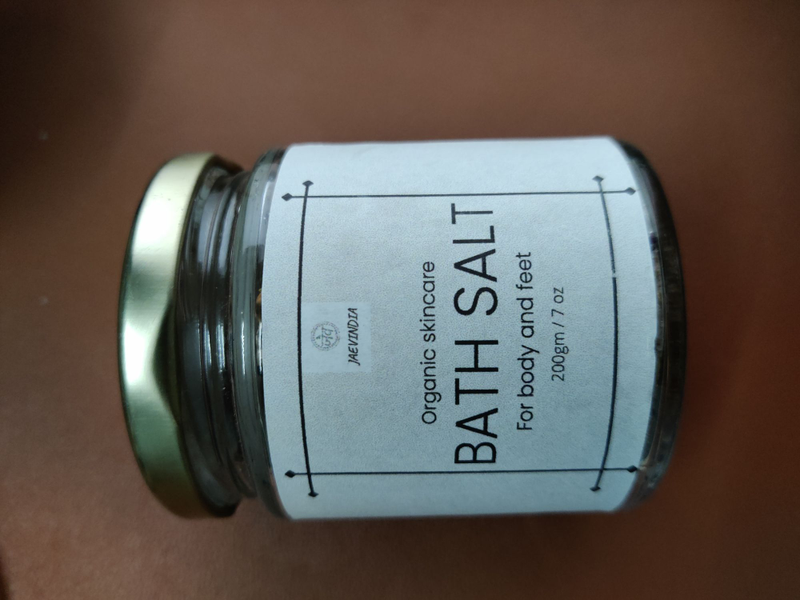 JAEVINDIA
Organic skincare
BATH SALT
For body and feet
200gm / 7 oz